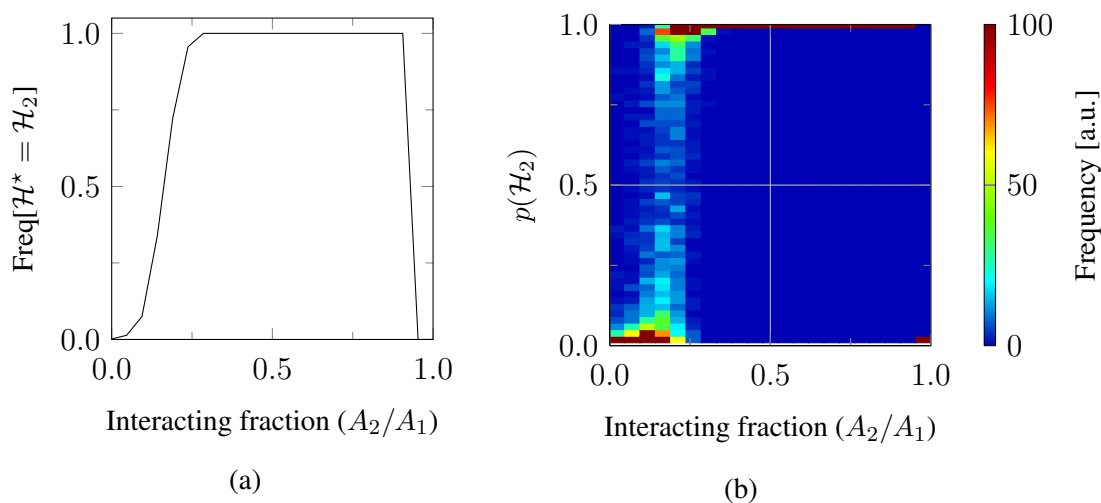 1.0
0.5
0.0
0.0
0.5
1.0
Freq[ℋ⋆ = ℋ₂]
Interacting fraction (A₂/A₁)
(a)
1.0
0.5
0.0
0.0
0.5
1.0
p(ℋ₂)
Interacting fraction (A₂/A₁)
(b)
100
50
0
Frequency [a.u.]